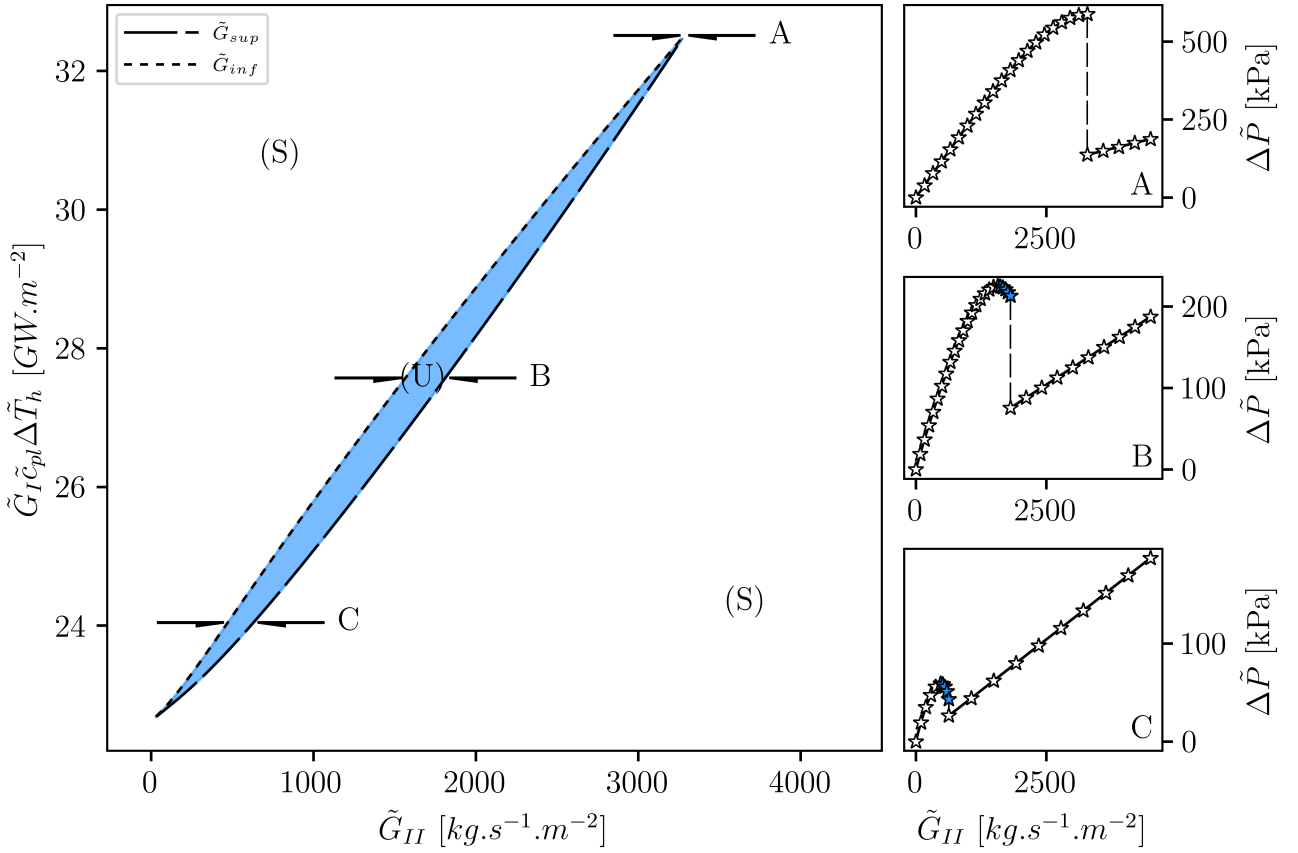 G̃_sup
G̃_inf
32
30
28
26
24
G̃_I c̃_pl ΔT̃_h [GW.m⁻²]
(S)
A
(U)
B
C
(S)
0 1000 2000 3000 4000
G̃_II [kg.s⁻¹.m⁻²]
500
250
0
ΔP̃ [kPa]
A
0 2500
200
100
0
ΔP̃ [kPa]
B
0 2500
100
0
ΔP̃ [kPa]
C
0 2500
G̃_II [kg.s⁻¹.m⁻²]